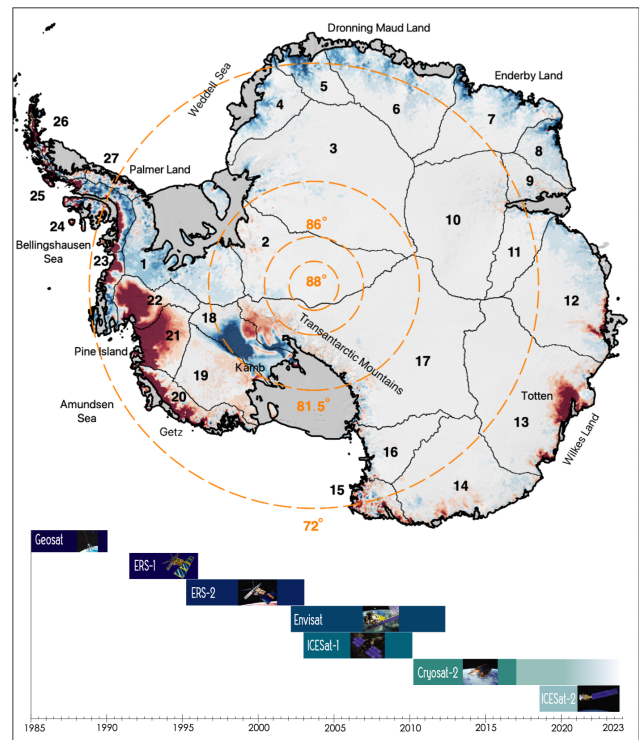 Dronning Maud Land
Weddell Sea
Enderby Land
26
5
4
6
7
27
3
8
Palmer Land
9
25
86°
10
24
2
11
Bellingshausen
Sea
23
1
88°
12
22
18
Transantarctic Mountains
21
17
Pine Island
Kamb
19
Totten
20
81.5°
13
Amundsen
Sea
Getz
Wilkes Land
16
15
14
72°
Geosat
ERS-1
ERS-2
Envisat
ICESat-1
Cryosat-2
ICESat-2
1985 1990 1995 2000 2005 2010 2015 2020 2024